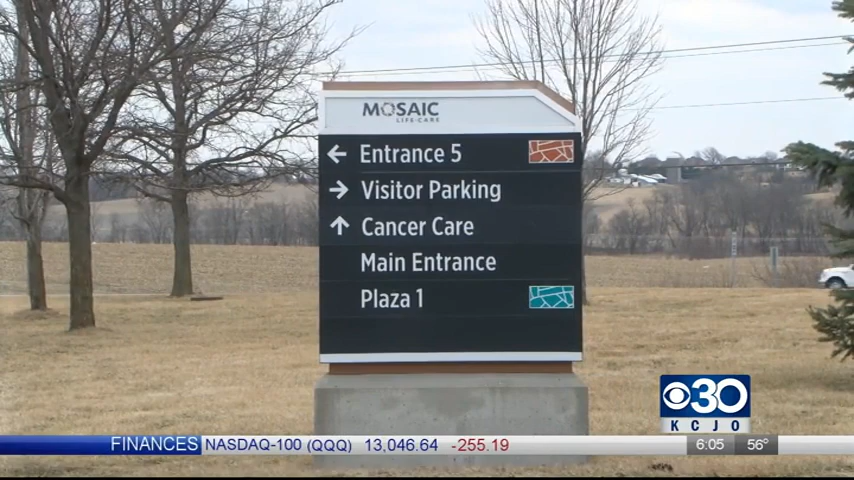 MOSAIC
LIFE CARE
← Entrance 5
→ Visitor Parking
↑ Cancer Care
Main Entrance
Plaza 1
30
KCJO
FINANCES NASDAQ-100 (QQQ) 13,046.64 -255.19 6:05 56°